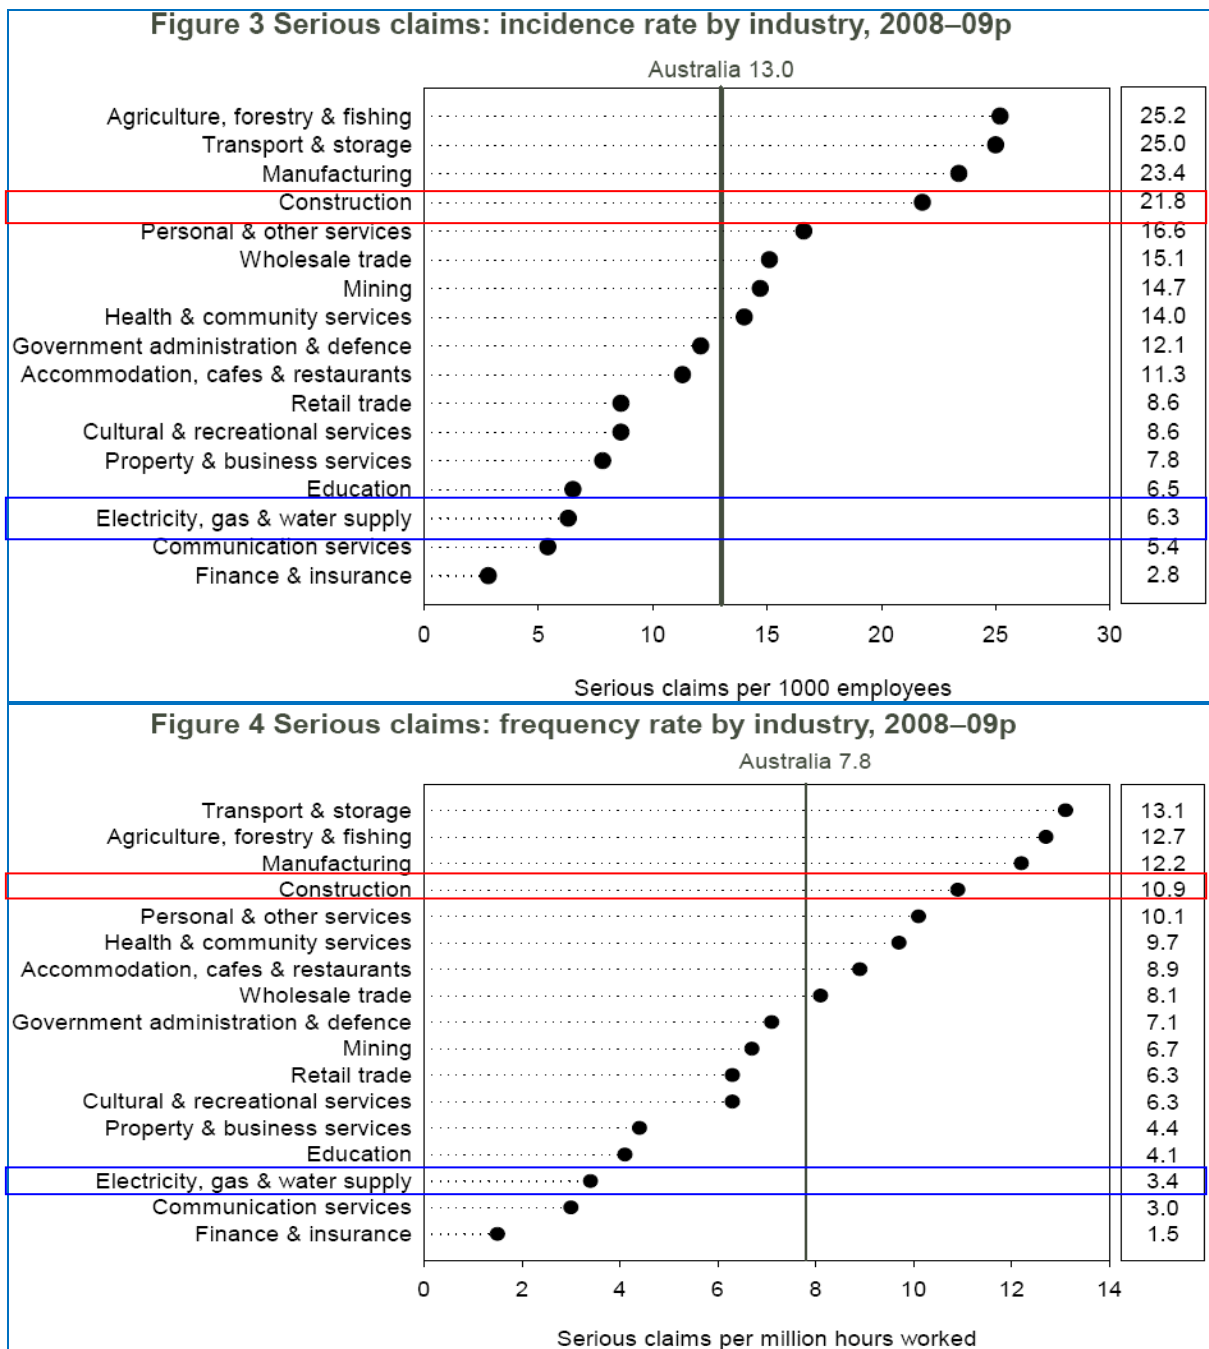 Figure 3 Serious claims: incidence rate by industry, 2008–09p
Australia 13.0
Agriculture, forestry & fishing 25.2
Transport & storage 25.0
Manufacturing 23.4
Construction 21.8
Personal & other services 16.6
Wholesale trade 15.1
Mining 14.7
Health & community services 14.0
Government administration & defence 12.1
Accommodation, cafes & restaurants 11.3
Retail trade 8.6
Cultural & recreational services 8.6
Property & business services 7.8
Education 6.5
Electricity, gas & water supply 6.3
Communication services 5.4
Finance & insurance 2.8
0 5 10 15 20 25 30
Serious claims per 1000 employees
Figure 4 Serious claims: frequency rate by industry, 2008–09p
Australia 7.8
Transport & storage 13.1
Agriculture, forestry & fishing 12.7
Manufacturing 12.2
Construction 10.9
Personal & other services 10.1
Health & community services 9.7
Accommodation, cafes & restaurants 8.9
Wholesale trade 8.1
Government administration & defence 7.1
Mining 6.7
Retail trade 6.3
Cultural & recreational services 6.3
Property & business services 4.4
Education 4.1
Electricity, gas & water supply 3.4
Communication services 3.0
Finance & insurance 1.5
0 2 4 6 8 10 12 14
Serious claims per million hours worked